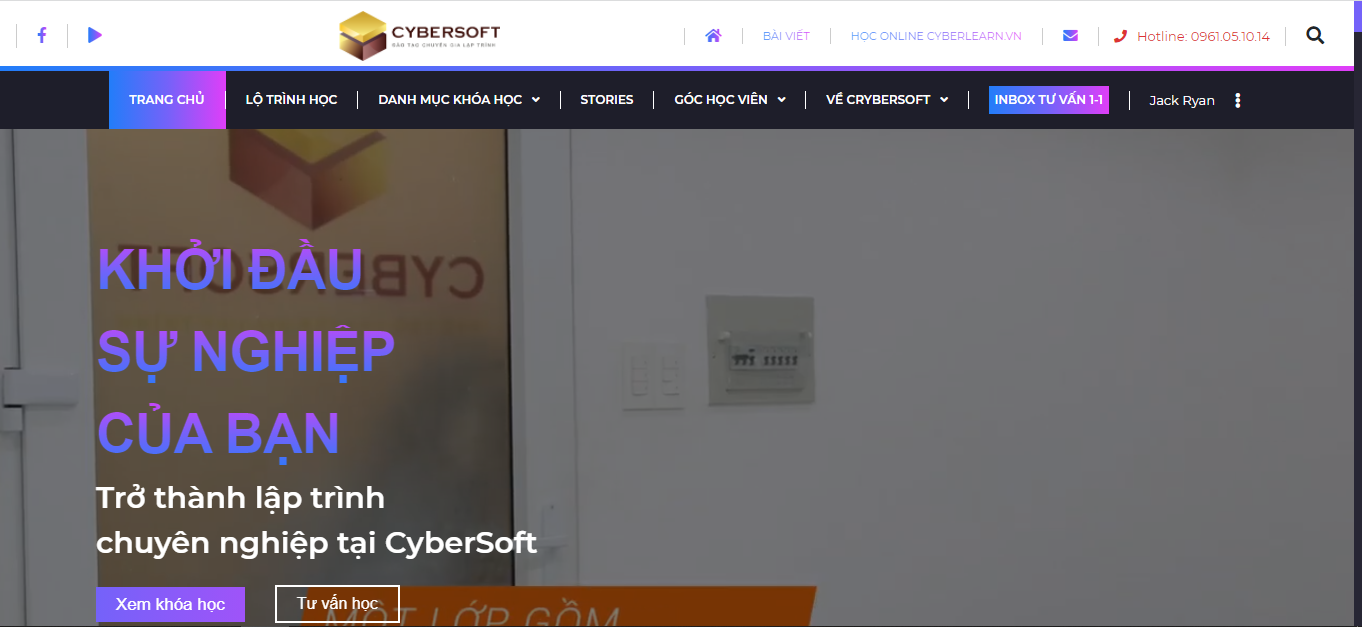 CYBERSOFT
ĐÀO TẠO CHUYÊN GIA LẬP TRÌNH
BÀI VIẾT
HỌC ONLINE CYBERLEARN.VN
Hotline: 0961.05.10.14
TRANG CHỦ
LỘ TRÌNH HỌC
DANH MỤC KHÓA HỌC
STORIES
GÓC HỌC VIÊN
VỀ CRYBERSOFT
INBOX TƯ VẤN 1-1
Jack Ryan
CYBERSOFT
KHỞI ĐẦU
SỰ NGHIỆP
CỦA BẠN
Trở thành lập trình
chuyên nghiệp tại CyberSoft
Xem khóa học
Tư vấn học
MỘT LỚP GỒM